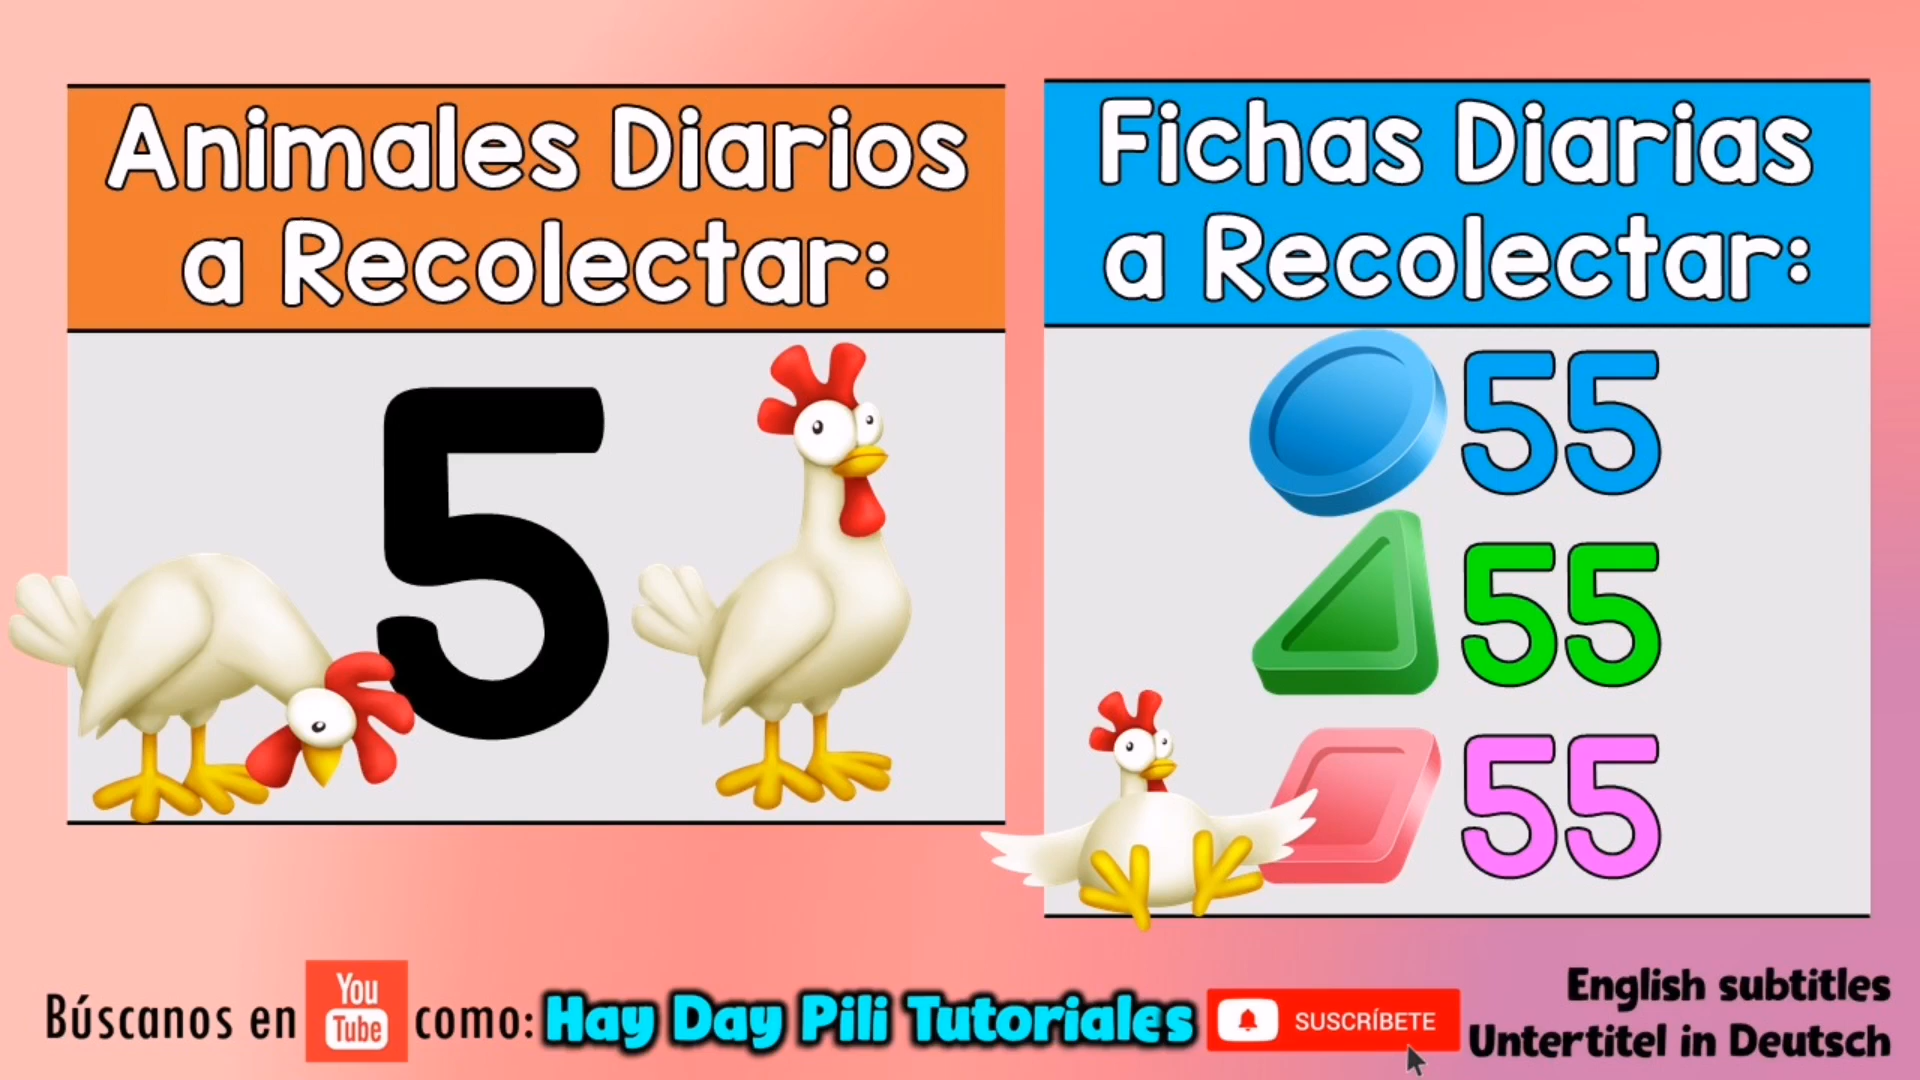 Animales Diarios
a Recolectar:
5
Fichas Diarias
a Recolectar:
55
55
55
Búscanos en You Tube como: Hay Day Pili Tutoriales SUSCRÍBETE
English subtitles
Untertitel in Deutsch